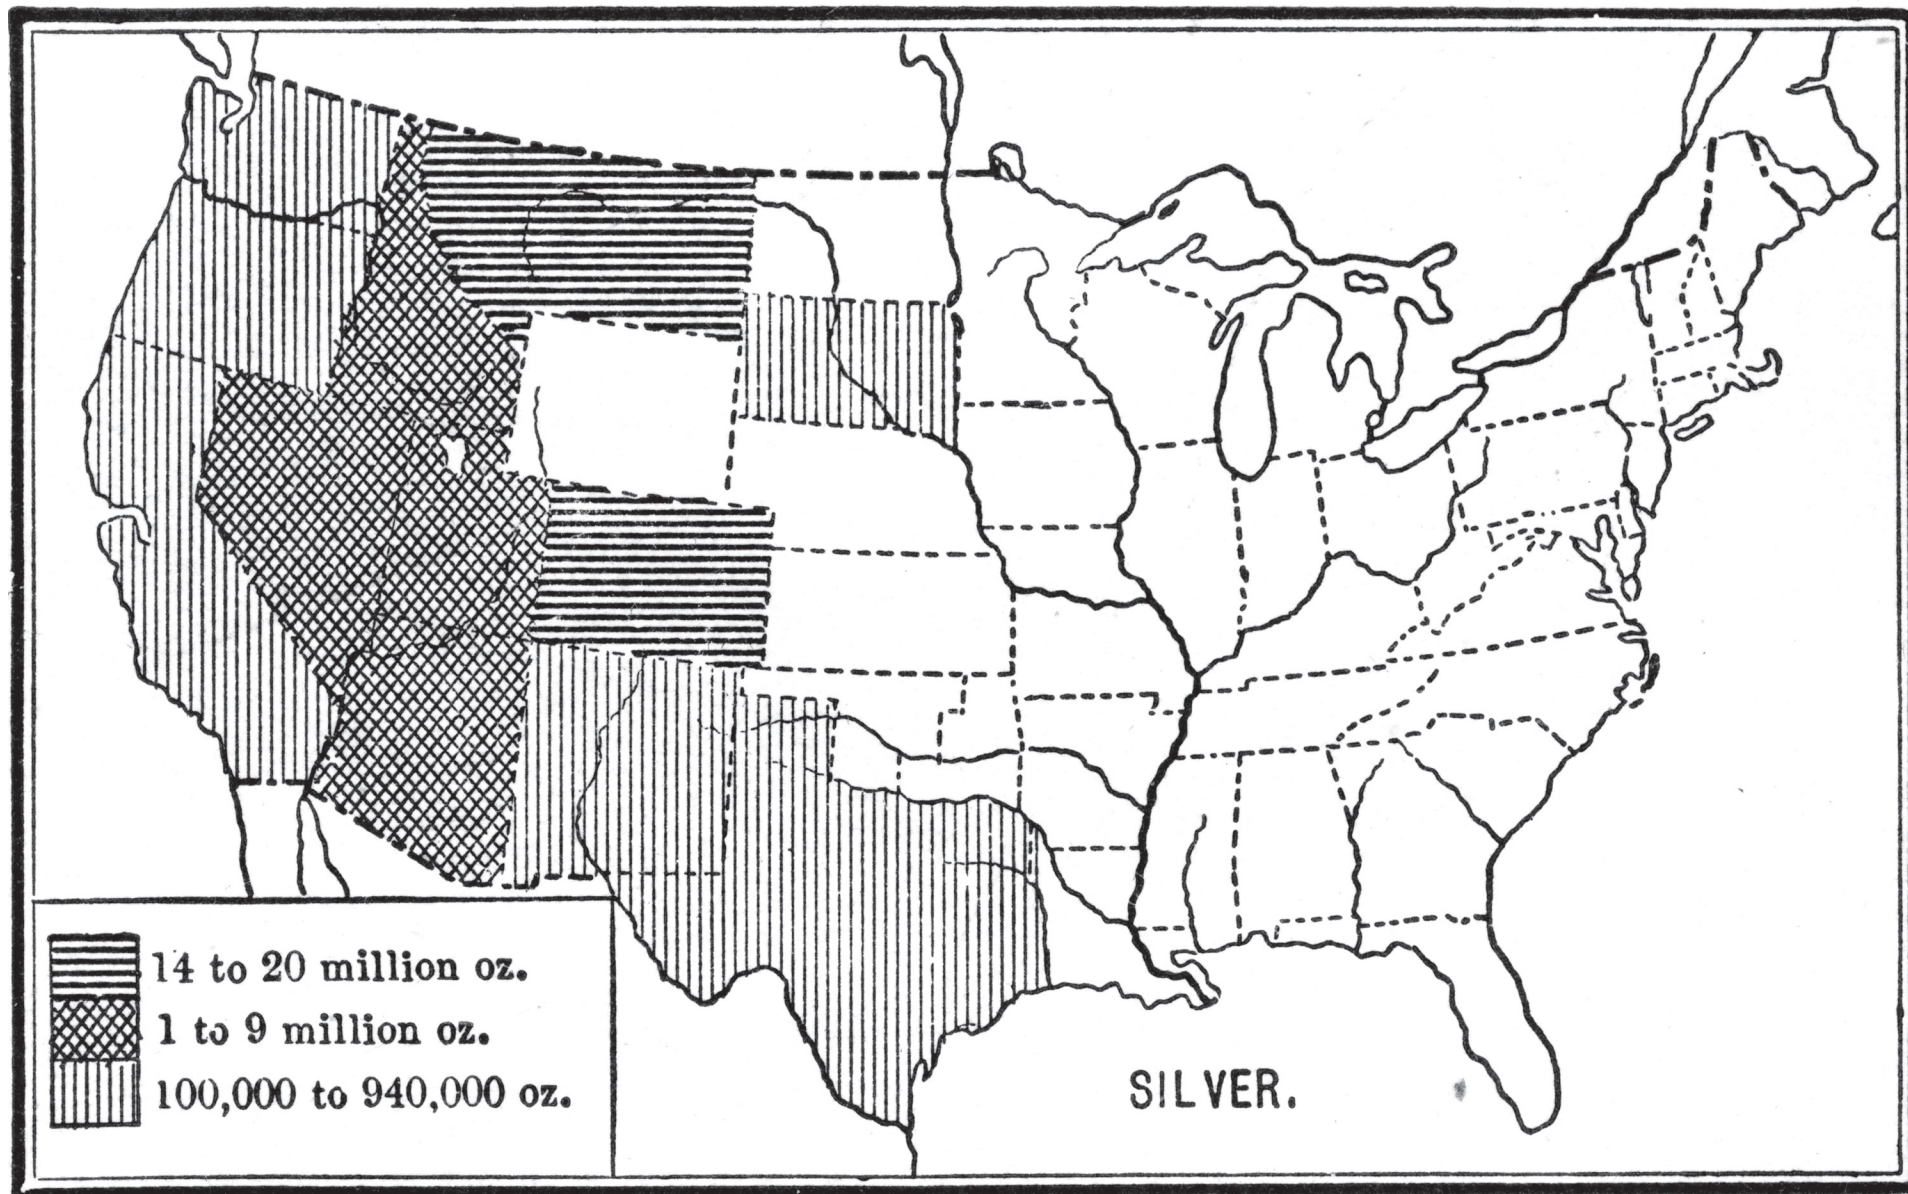 14 to 20 million oz.
1 to 9 million oz.
100,000 to 940,000 oz.
SILVER.